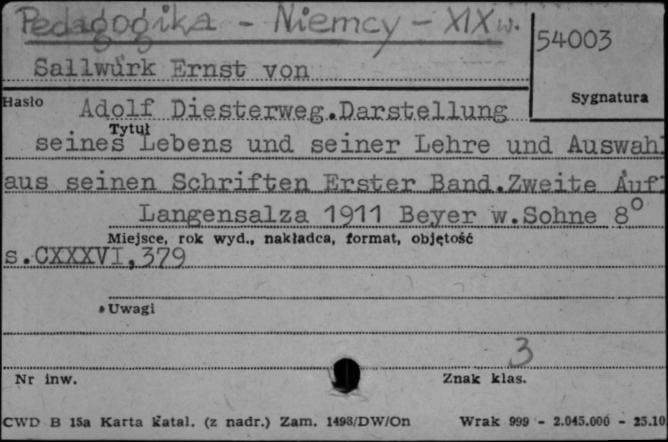 Pedagogika - Niemcy - XIX w.
54003
Sallwürk Ernst von
Hasło
Sygnatura
Adolf Diesterweg.Darstellung
Tytuł
seines Lebens und seiner Lehre und Auswah
aus seinen Schriften Erster Band.Zweite Auf
Langensalza 1911 Beyer w.Sohne 8°
Miejsce, rok wyd., nakładca, format, objętość
s.CXXXVI,379
Uwagi
3
Nr inw.
Znak klas.
CWD B 15a Karta katal. (z nadr.) Zam. 1498/DW/On Wrak 999 - 2.045.000 - 25.10